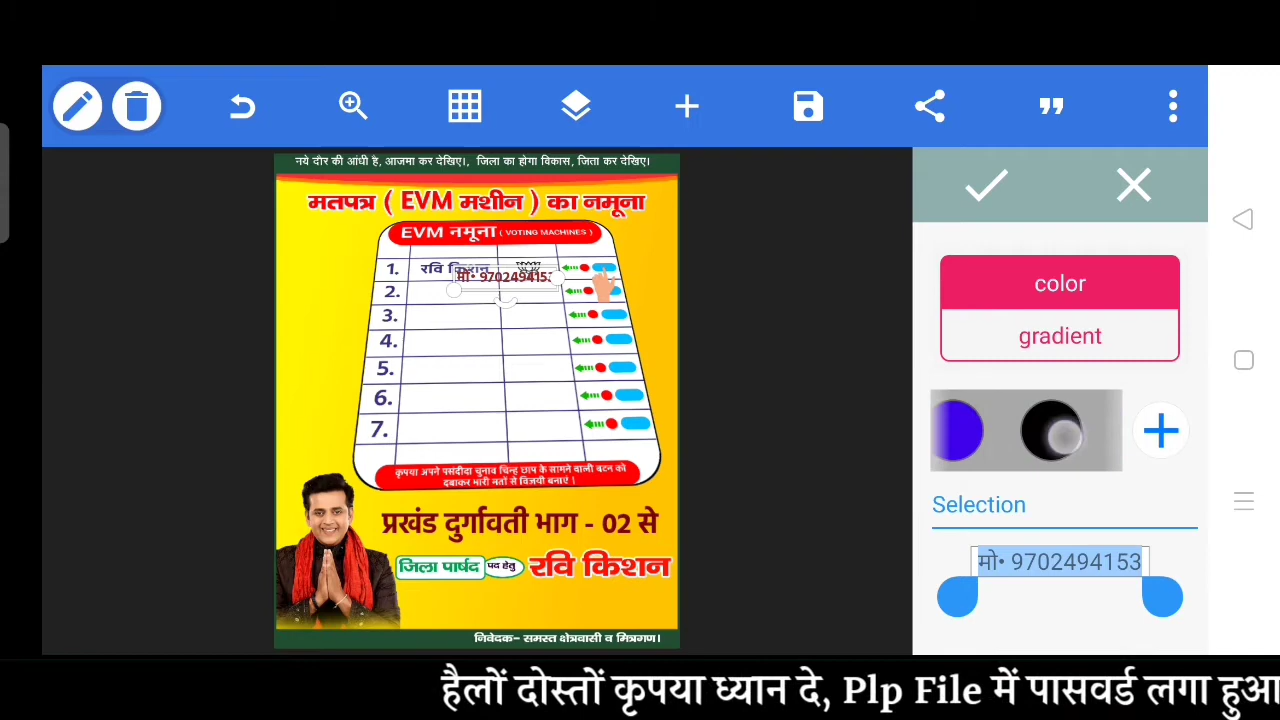 नये दौर की आंधी है, आजमा कर देखिए।, जिला का होगा विकास, जिता कर देखिए।
मतपत्र ( EVM मशीन ) का नमूना
EVM नमूना ( VOTING MACHINES )
1. रवि किशन
मो• 970249415
2.
3.
4.
5.
6.
7.
कृपया अपने पसंदीदा चुनाव चिन्ह छाप के सामने वाली बटन को
दबाकर भारी मतों से विजयी बनाएं |
प्रखंड दुर्गावती भाग - 02 से
जिला पार्षद पद हेतु रवि किशन
निवेदक- समस्त क्षेत्रवासी व मित्रगण।
color
gradient
Selection
मो• 9702494153
हैलों दोस्तों कृपया ध्यान दे, Plp File में पासवर्ड लगा हुआ